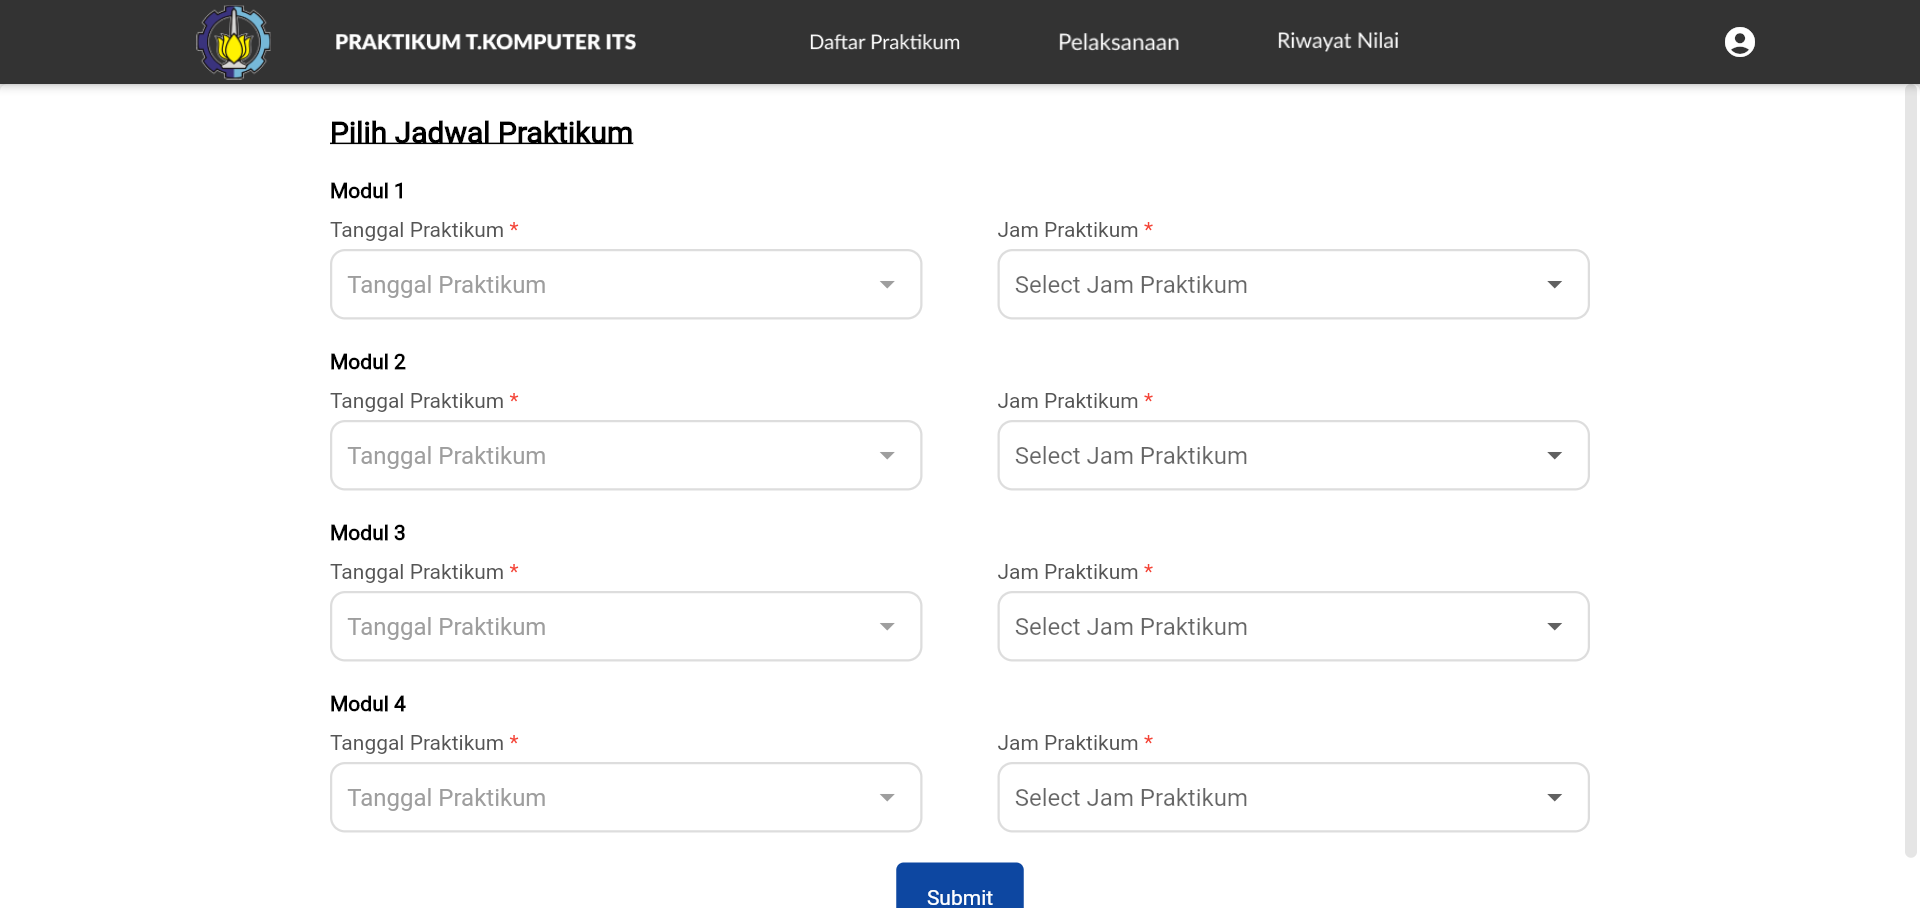 PRAKTIKUM T.KOMPUTER ITS Daftar Praktikum Pelaksanaan Riwayat Nilai
Pilih Jadwal Praktikum
Modul 1
Tanggal Praktikum * Jam Praktikum *
Tanggal Praktikum Select Jam Praktikum
Modul 2
Tanggal Praktikum * Jam Praktikum *
Tanggal Praktikum Select Jam Praktikum
Modul 3
Tanggal Praktikum * Jam Praktikum *
Tanggal Praktikum Select Jam Praktikum
Modul 4
Tanggal Praktikum * Jam Praktikum *
Tanggal Praktikum Select Jam Praktikum
Submit